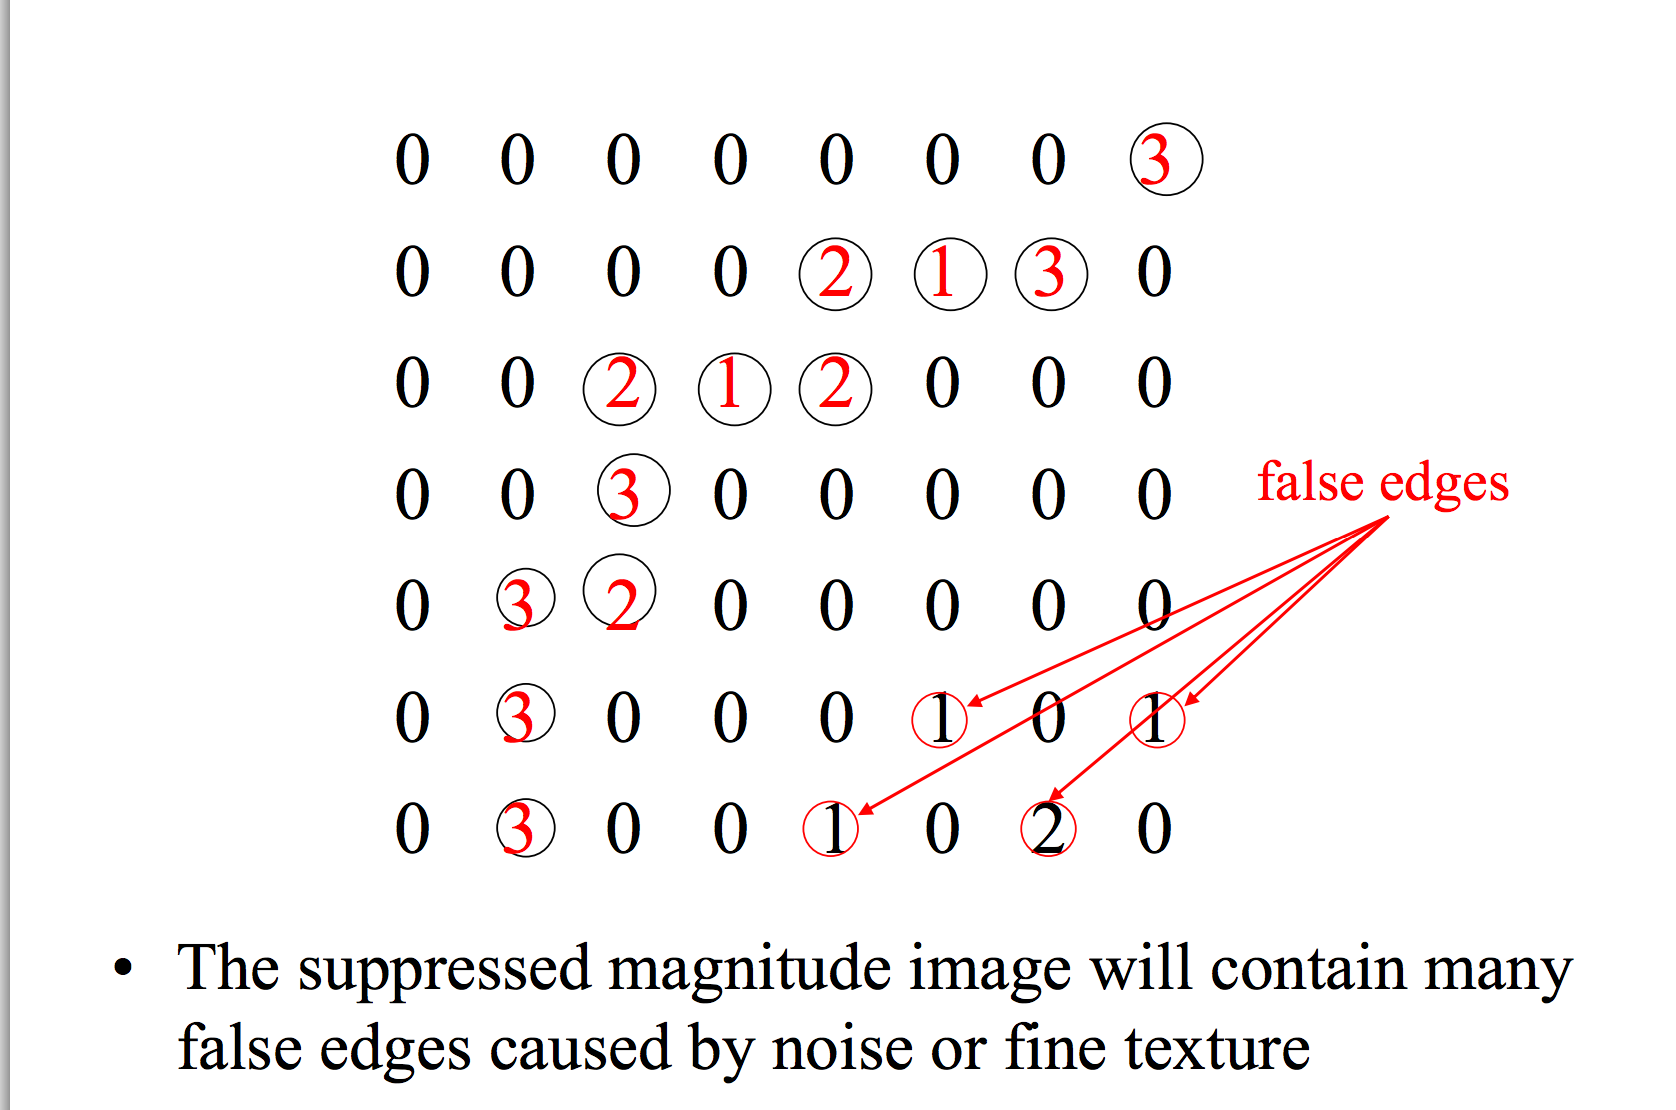 0 0 0 0 0 0 0 3
0 0 0 0 2 1 3 0
0 0 2 1 2 0 0 0
0 0 3 0 0 0 0 0
false edges
0 3 2 0 0 0 0 0
0 3 0 0 0 1 0 1
0 3 0 0 1 0 2 0
• The suppressed magnitude image will contain many
false edges caused by noise or fine texture